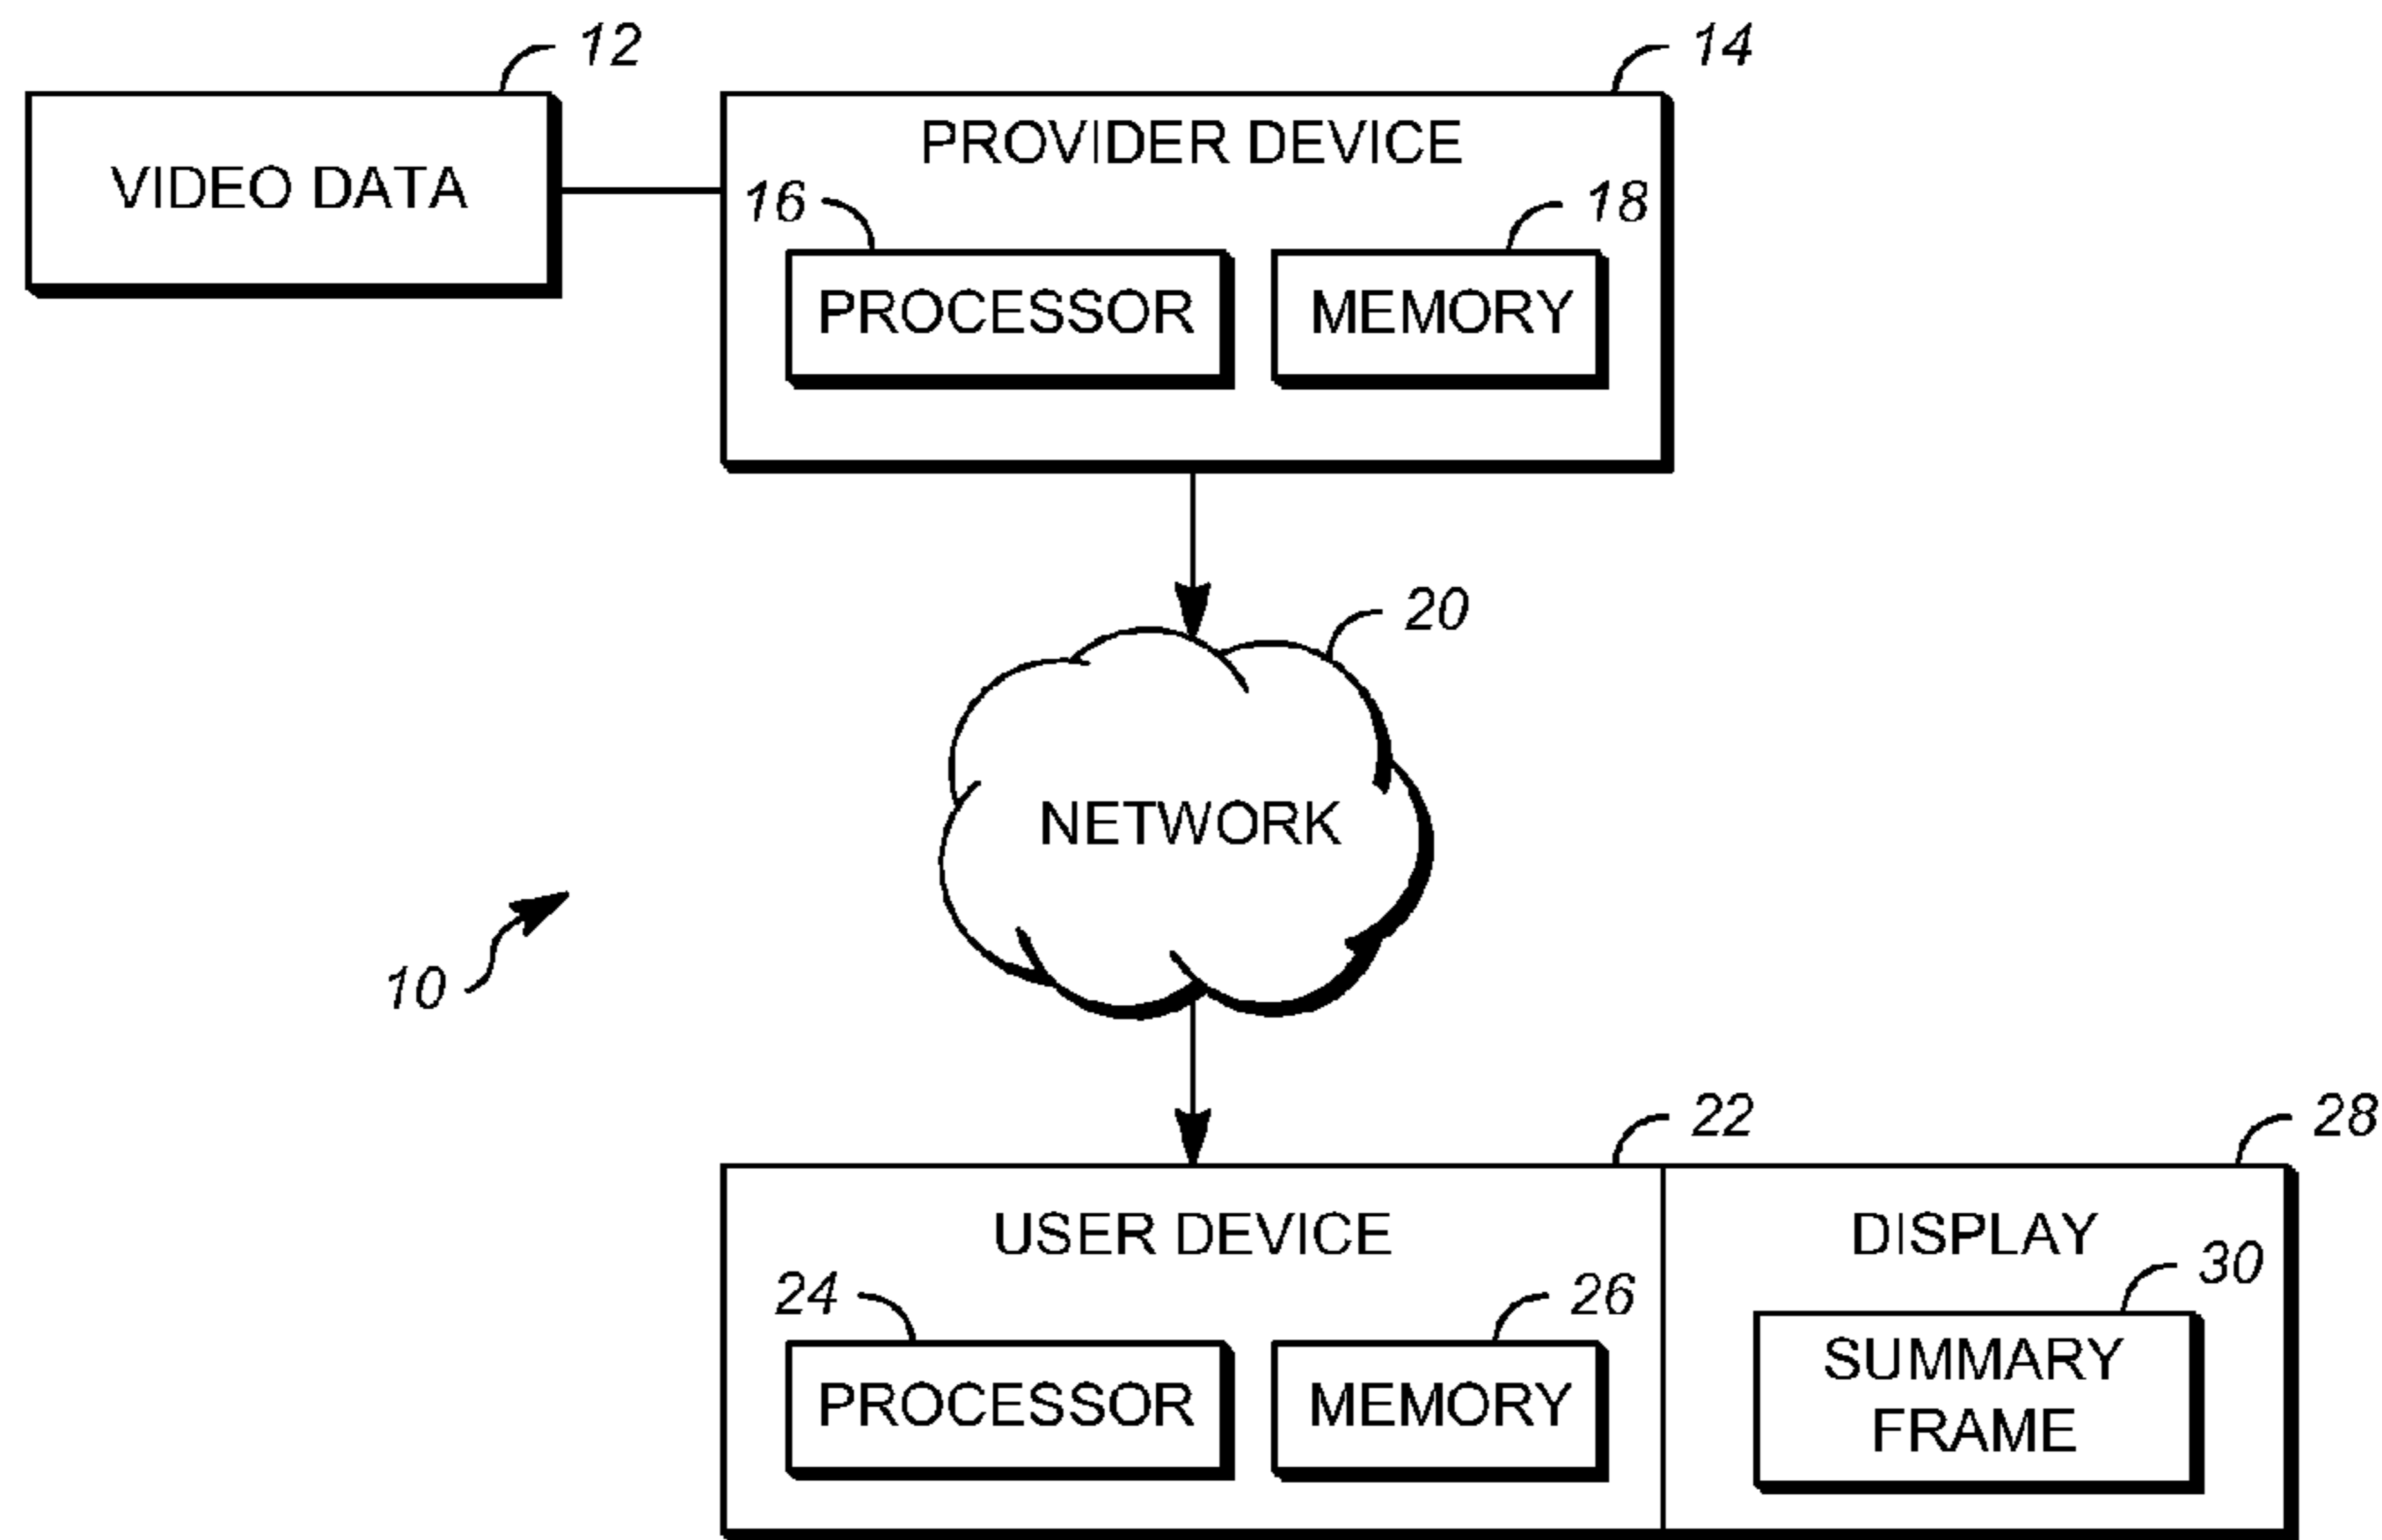 12
14
VIDEO DATA
PROVIDER DEVICE
16
18
PROCESSOR
MEMORY
20
NETWORK
10
22
28
USER DEVICE
DISPLAY
24
26
30
PROCESSOR
MEMORY
SUMMARY
FRAME